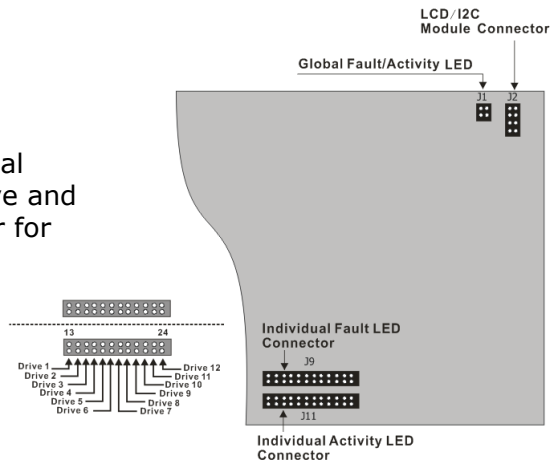 LCD/I2C
Module Connector
Global Fault/Activity LED
J1
J2
al
e and
r for
13
24
Drive 1
Drive 2
Drive 3
Drive 4
Drive 5
Drive 6
Drive 12
Drive 11
Drive 10
Drive 9
Drive 8
Drive 7
Individual Fault LED
Connector
J9
J11
Individual Activity LED
Connector